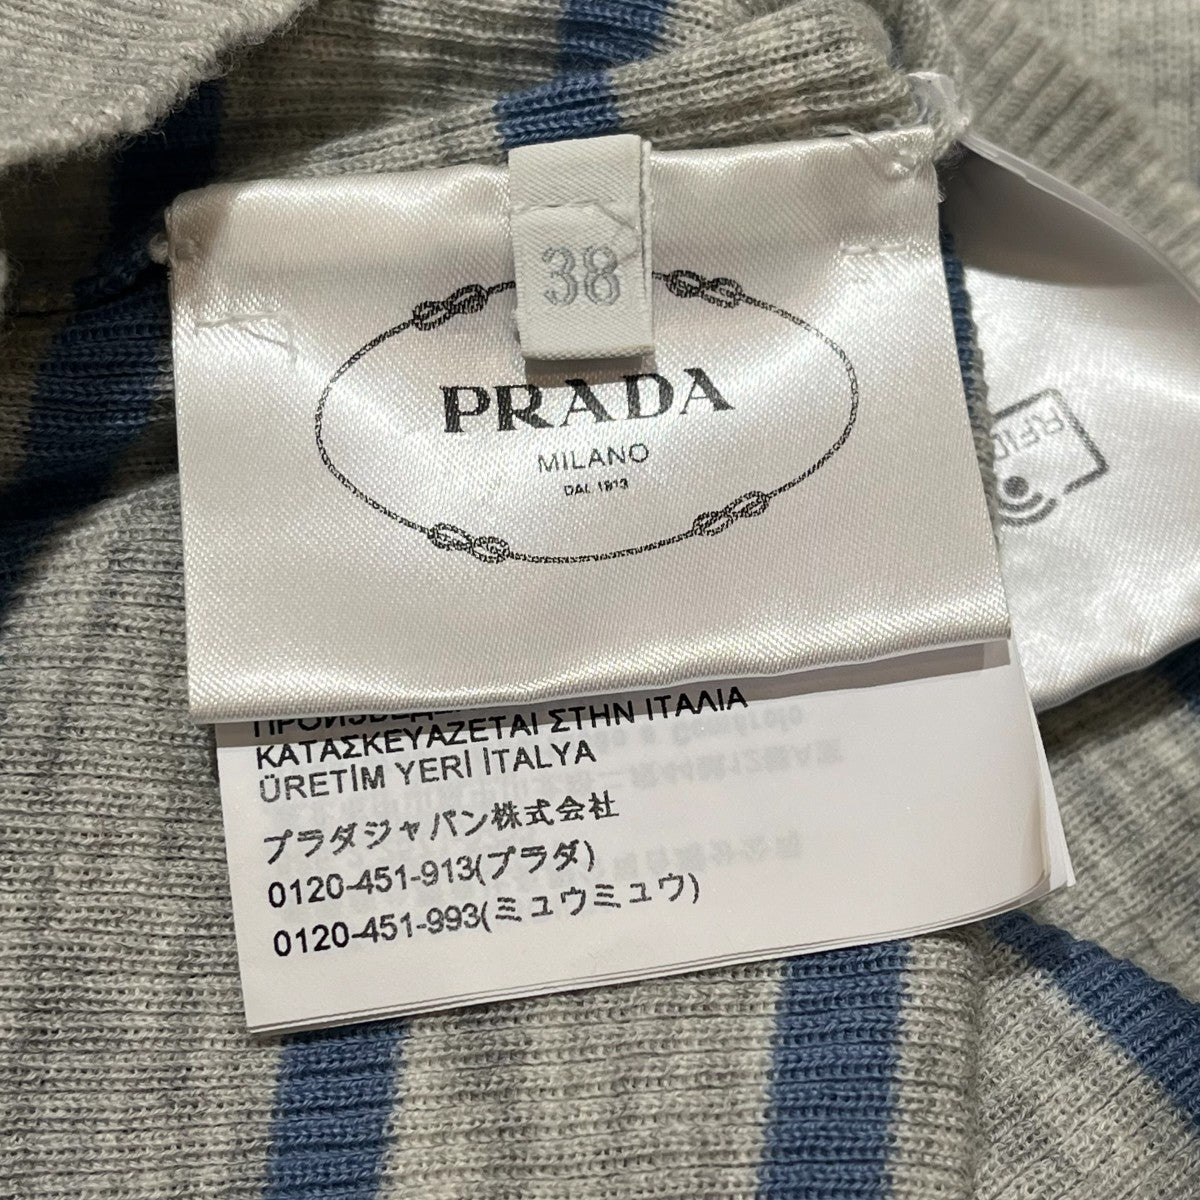 38
PRADA
MILANO
DAL 1913
RFID
ΚΑΤΑΣΚΕΥΑΖΕΤΑΙ ΣΤΗΝ ΙΤΑΛΙΑ
ÜRETİM YERİ İTALYA
プラダジャパン株式会社
0120-451-913(プラダ)
0120-451-993(ミュウミュウ)